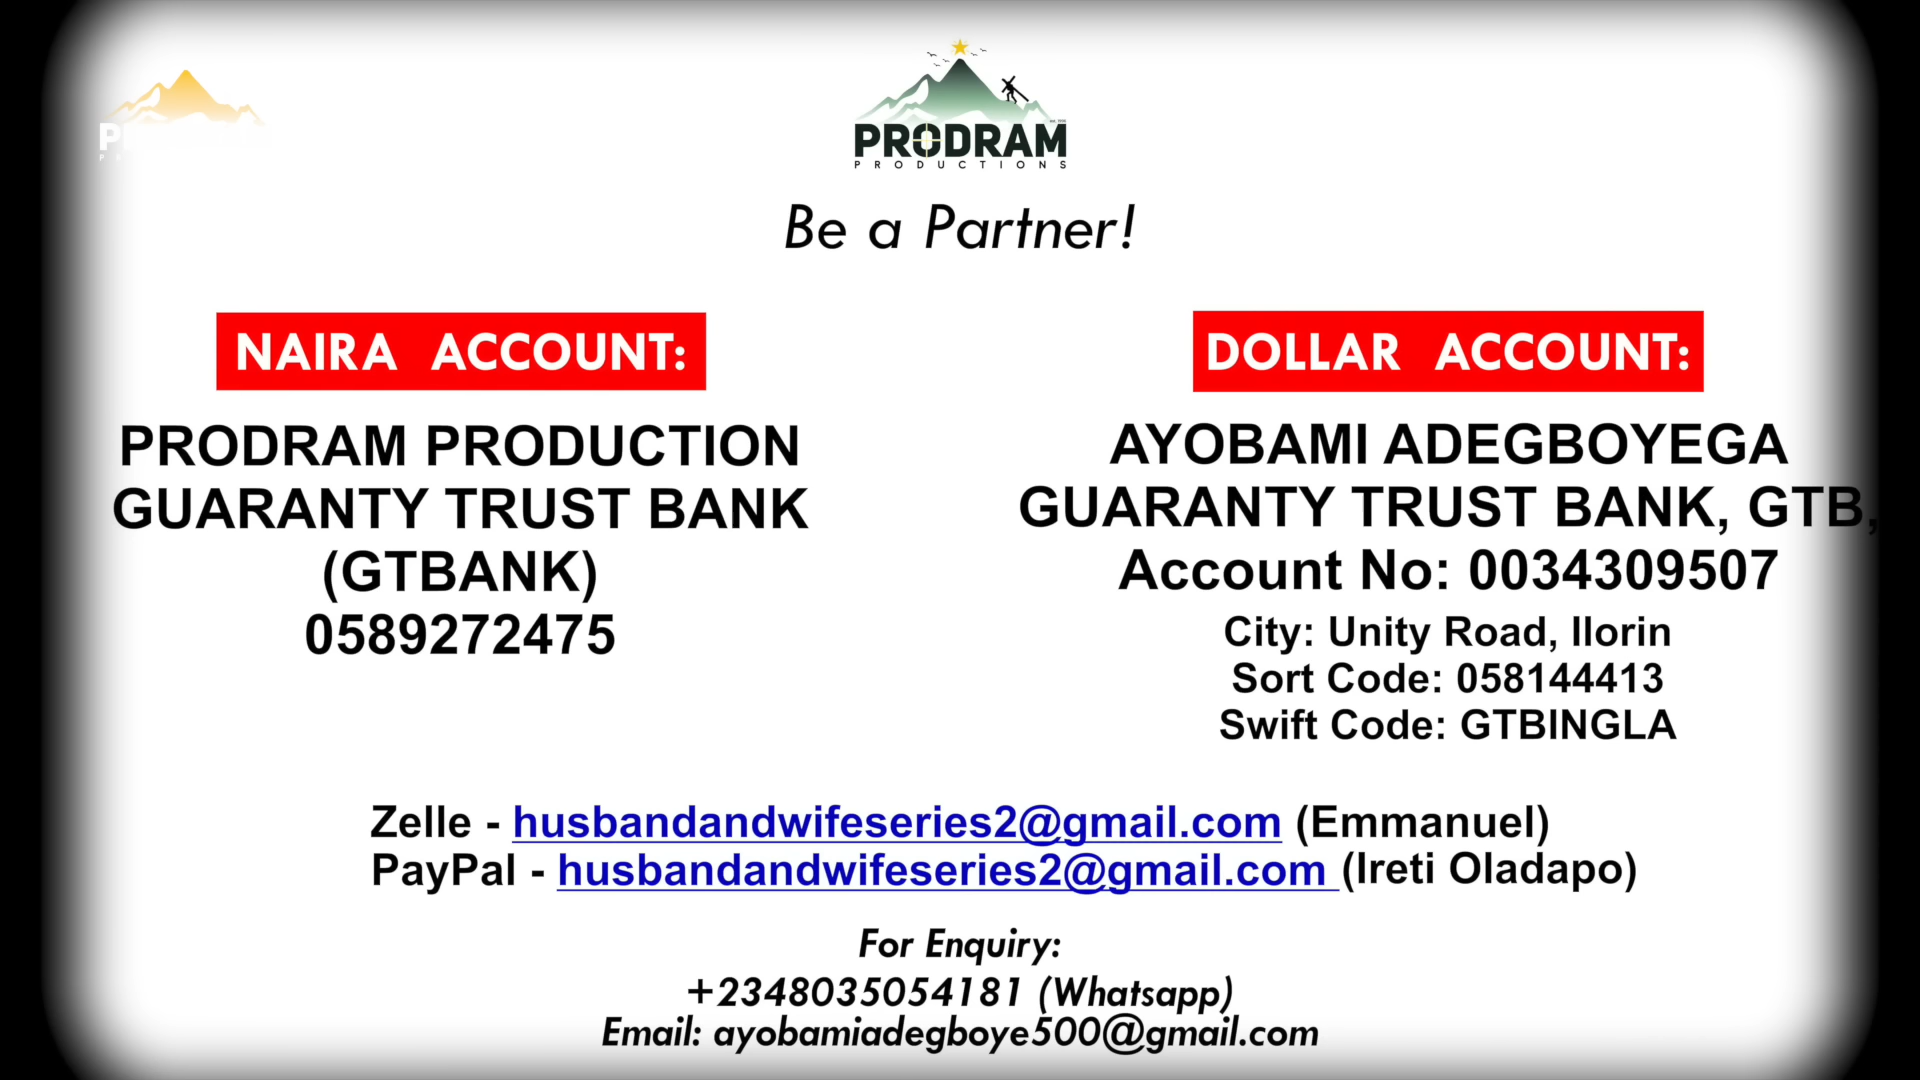 PRODRAM
PRODUCTIONS
Be a Partner!
NAIRA ACCOUNT:
PRODRAM PRODUCTION
GUARANTY TRUST BANK
(GTBANK)
0589272475
DOLLAR ACCOUNT:
AYOBAMI ADEGBOYEGA
GUARANTY TRUST BANK, GTB,
Account No: 0034309507
City: Unity Road, Ilorin
Sort Code: 058144413
Swift Code: GTBINGLA
Zelle - husbandandwifeseries2@gmail.com (Emmanuel)
PayPal - husbandandwifeseries2@gmail.com (Ireti Oladapo)
For Enquiry:
+2348035054181 (Whatsapp)
Email: ayobamiadegboye500@gmail.com